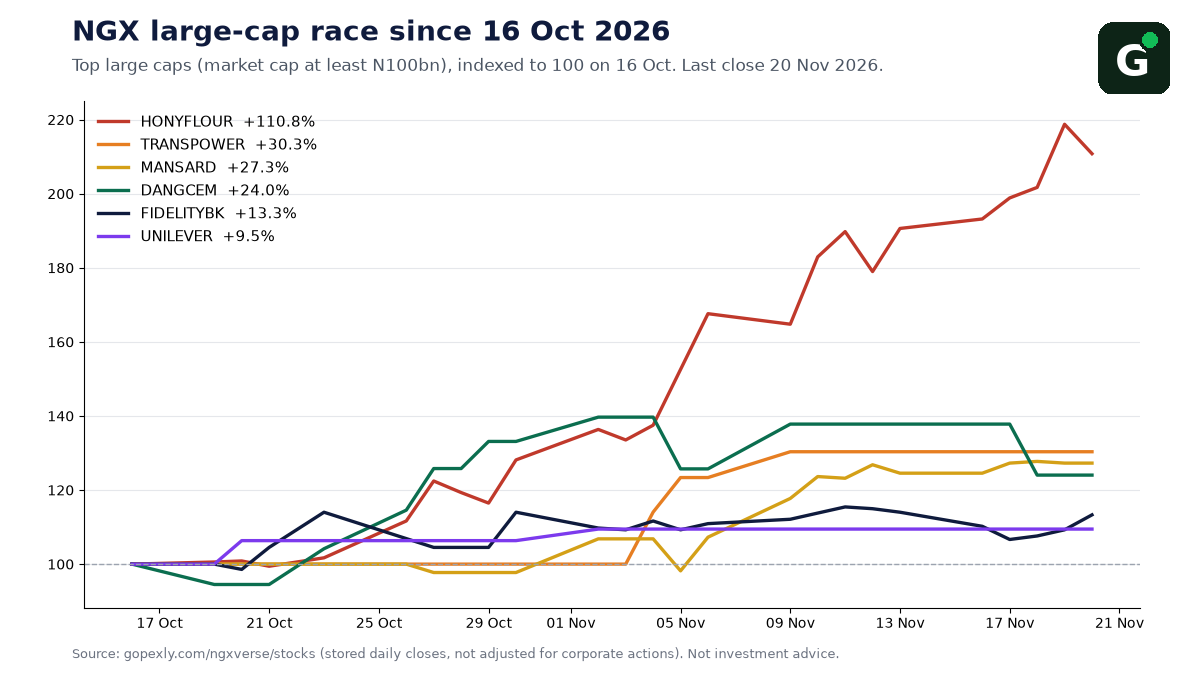 NGX large-cap race since 16 Oct 2026
Top large caps (market cap at least N100bn), indexed to 100 on 16 Oct. Last close 20 Nov 2026.
G
220
200
180
160
140
120
100
HONYFLOUR +110.8%
TRANSPOWER +30.3%
MANSARD +27.3%
DANGCEM +24.0%
FIDELITYBK +13.3%
UNILEVER +9.5%
17 Oct 21 Oct 25 Oct 29 Oct 01 Nov 05 Nov 09 Nov 13 Nov 17 Nov 21 Nov
Source: gopexly.com/ngxverse/stocks (stored daily closes, not adjusted for corporate actions). Not investment advice.